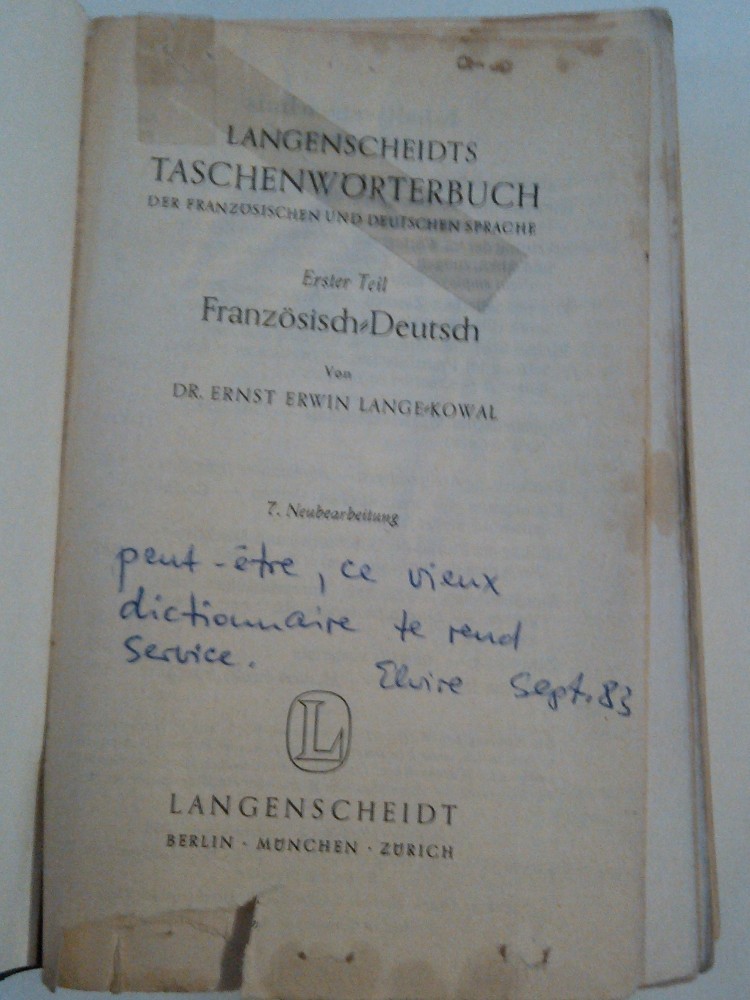 LANGENSCHEIDTS
TASCHENWÖRTERBUCH
DER FRANZÖSISCHEN UND DEUTSCHEN SPRACHE
Erster Teil
Französisch-Deutsch
Von
DR. ERNST ERWIN LANGE-KOWAL
7. Neubearbeitung
peut-être, ce vieux
dictionnaire te rend
service. Elvire Sept. 83
L
LANGENSCHEIDT
BERLIN · MÜNCHEN · ZÜRICH